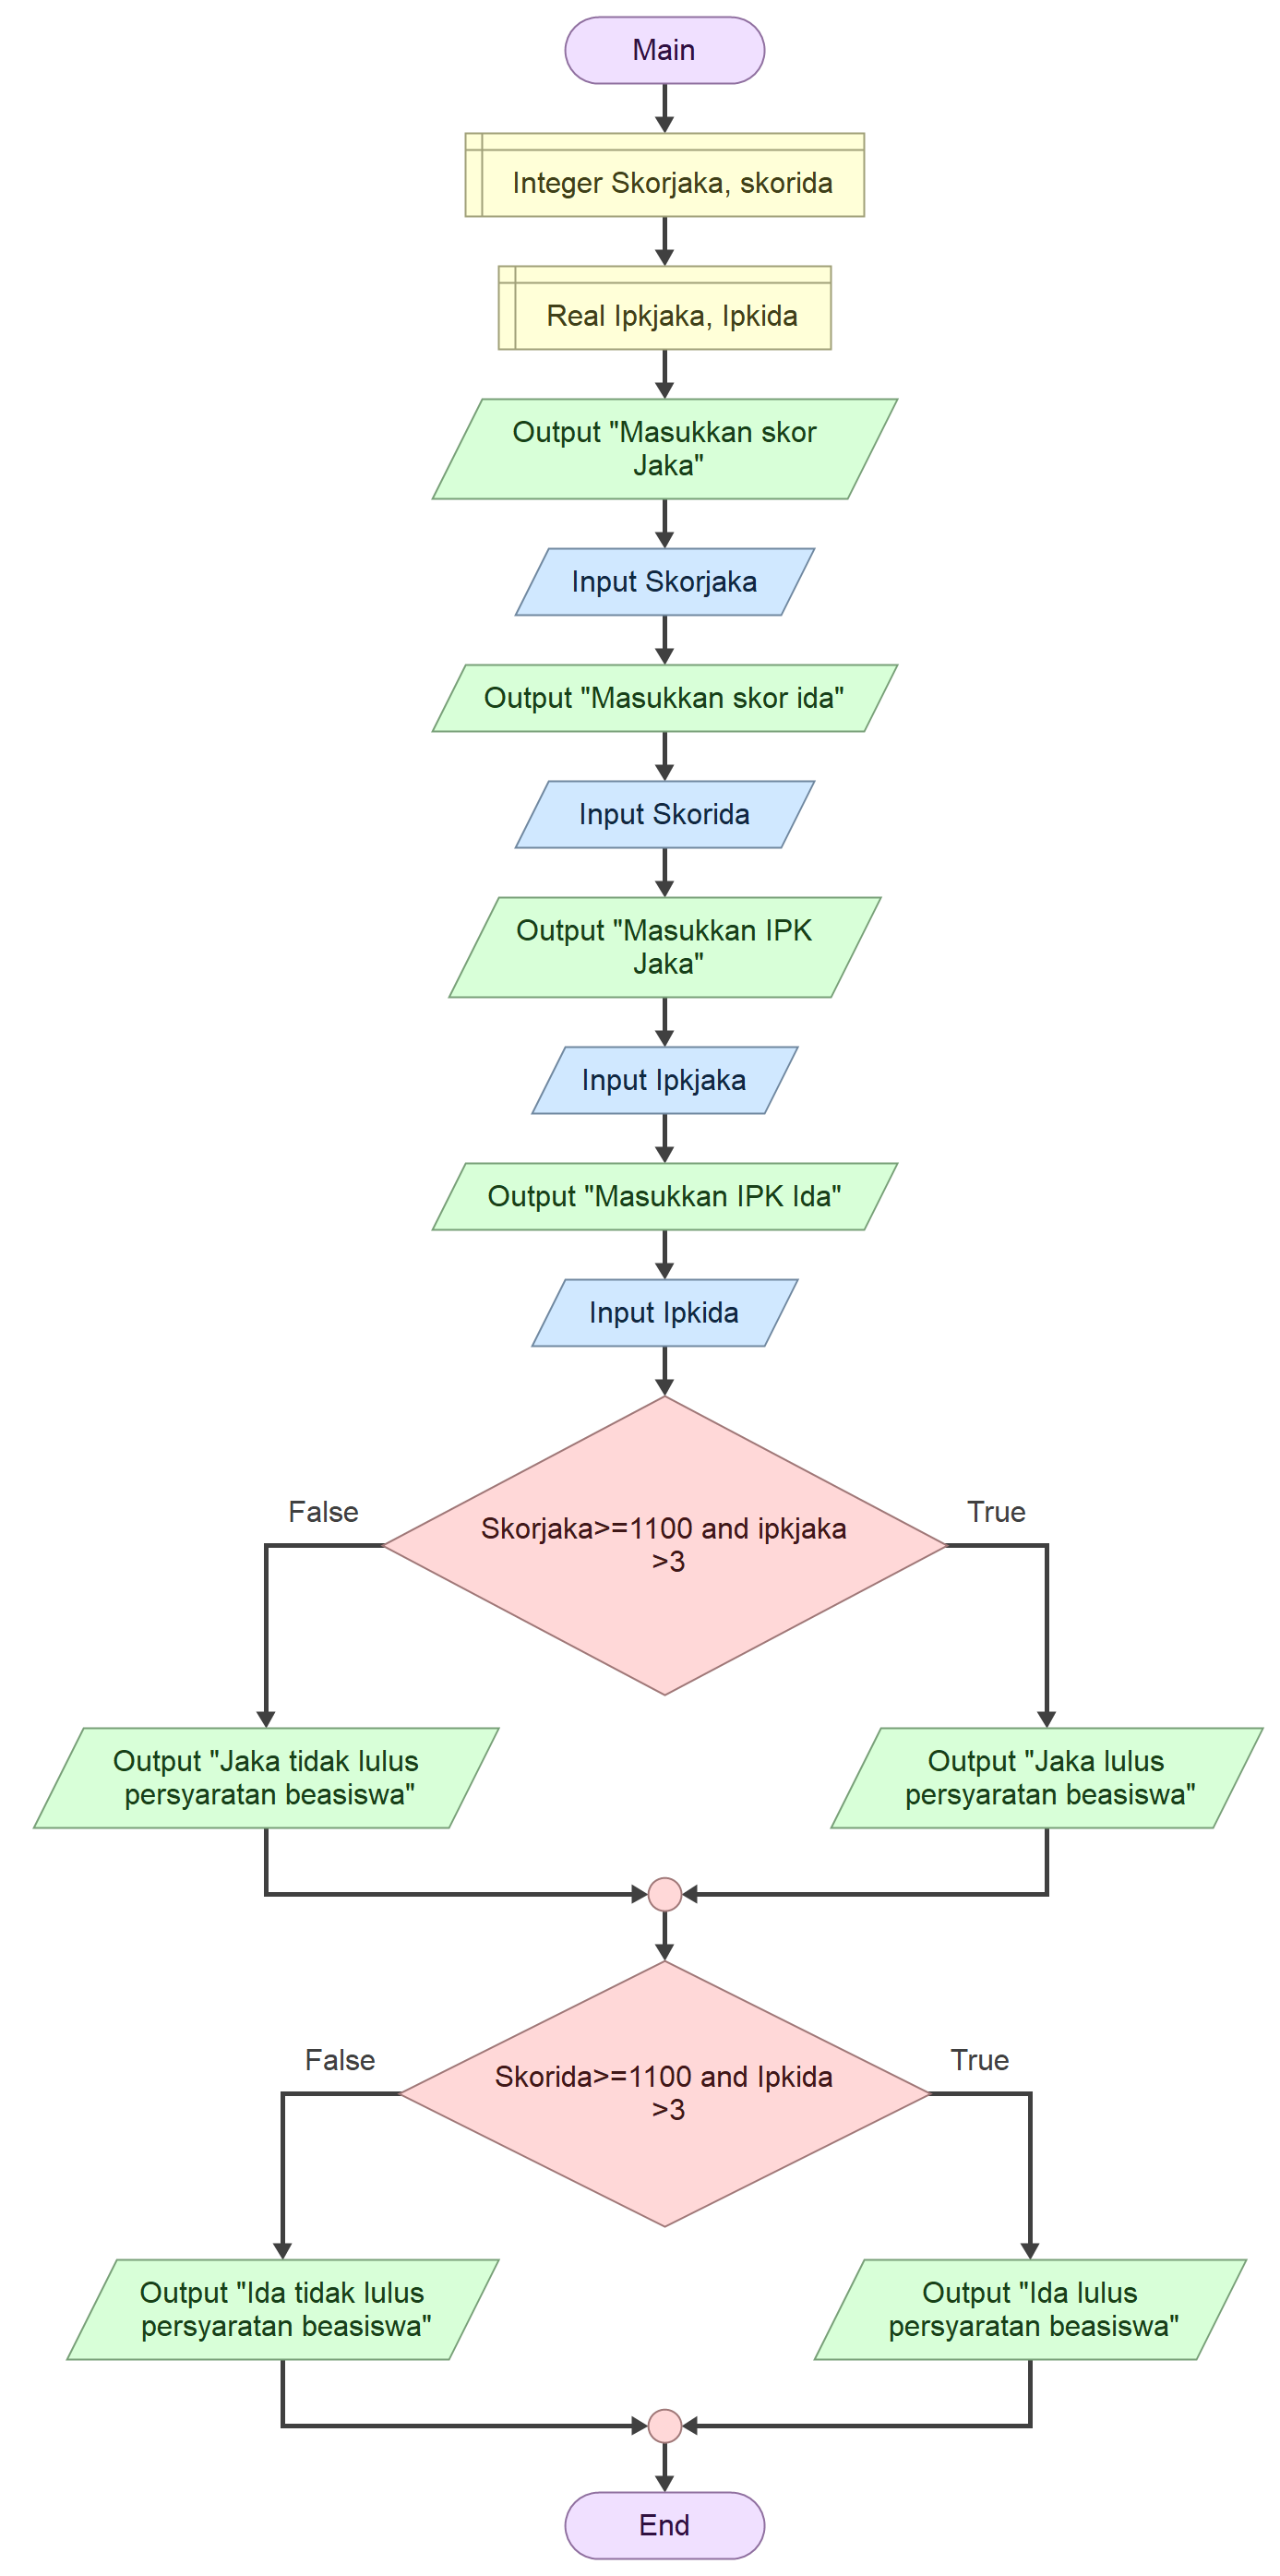 Main
Integer Skorjaka, skorida
Real Ipkjaka, Ipkida
Output "Masukkan skor
Jaka"
Input Skorjaka
Output "Masukkan skor ida"
Input Skorida
Output "Masukkan IPK
Jaka"
Input Ipkjaka
Output "Masukkan IPK Ida"
Input Ipkida
False
True
Skorjaka>=1100 and ipkjaka
>3
Output "Jaka tidak lulus
persyaratan beasiswa"
Output "Jaka lulus
persyaratan beasiswa"
False
True
Skorida>=1100 and Ipkida
>3
Output "Ida tidak lulus
persyaratan beasiswa"
Output "Ida lulus
persyaratan beasiswa"
End